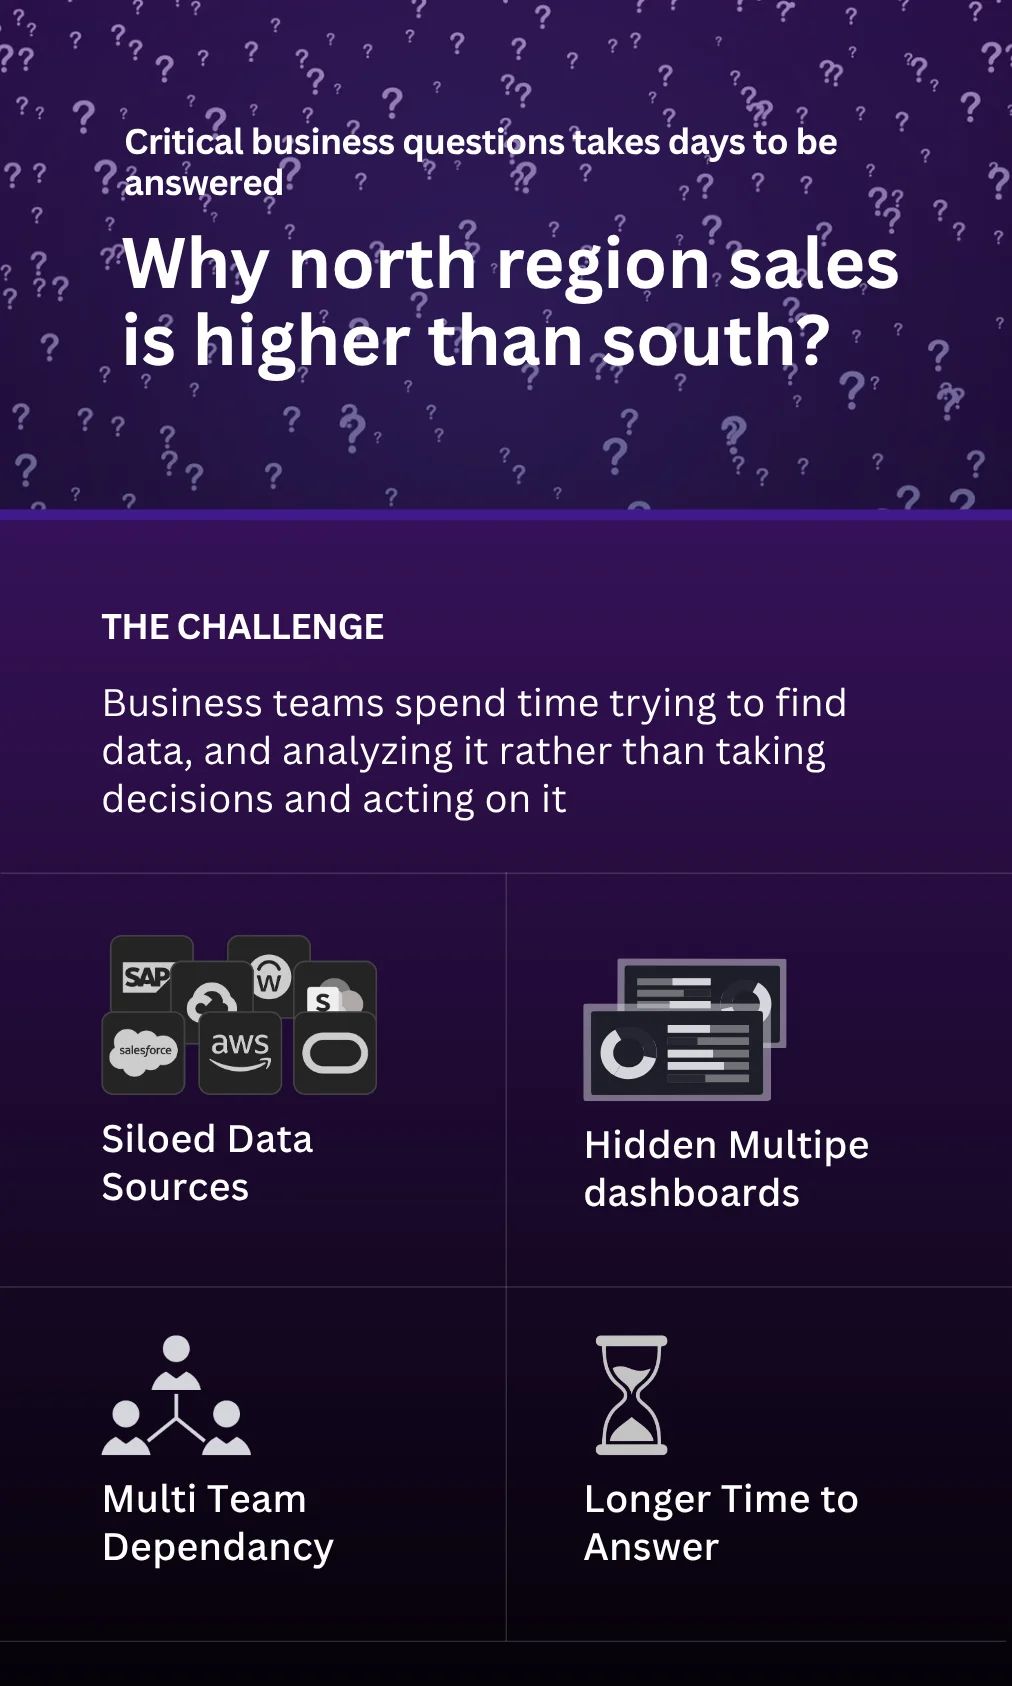 Critical business questions takes days to be
answered
Why north region sales
is higher than south?
THE CHALLENGE
Business teams spend time trying to find
data, and analyzing it rather than taking
decisions and acting on it
SAP
W
S
salesforce
aws
Siloed Data
Sources
Hidden Multipe
dashboards
Multi Team
Dependancy
Longer Time to
Answer